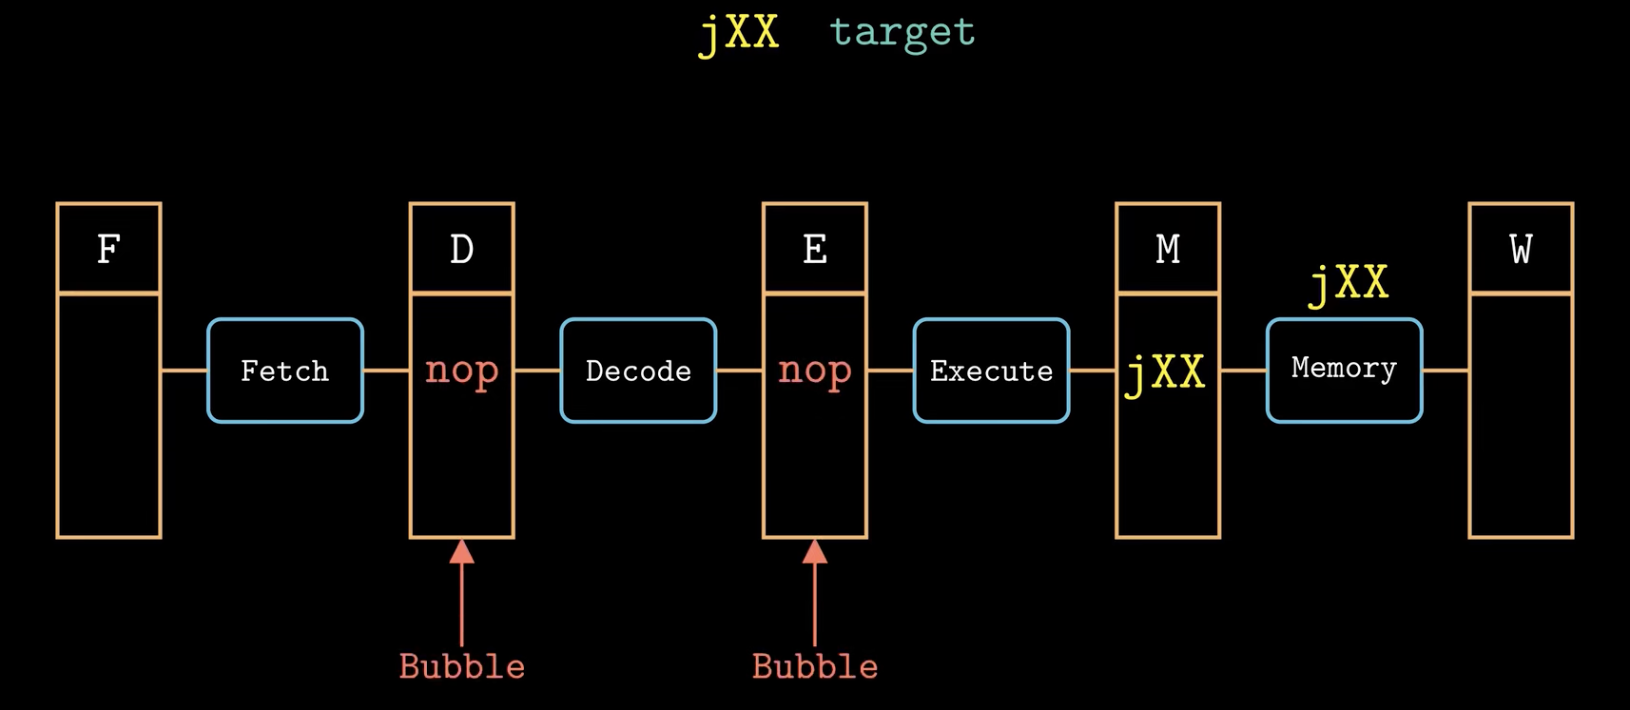 jXX target
F
D
E
M
W
jXX
Fetch
nop
Decode
nop
Execute
jXX
Memory
Bubble
Bubble